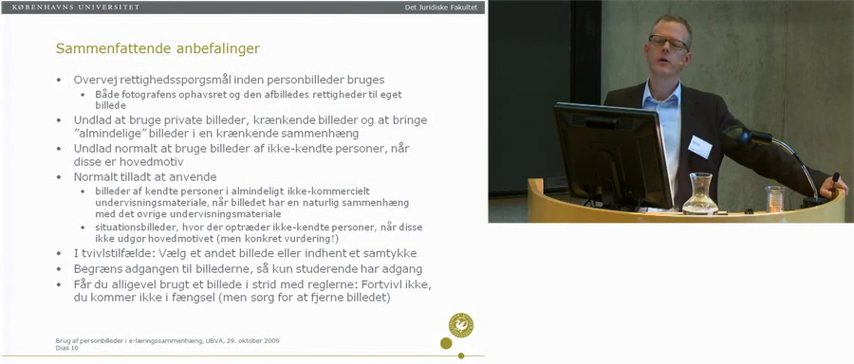 KØBENHAVNS UNIVERSITET
Det Juridiske Fakultet
Sammenfattende anbefalinger
• Overvej rettighedsspørgsmål inden personbilleder bruges
• Både fotografens ophavsret og den afbilledes rettigheder til eget
billede
• Undlad at bruge private billeder, krænkende billeder og at bringe
"almindelige" billeder i en krænkende sammenhæng
• Undlad normalt at bruge billeder af ikke-kendte personer, når
disse er hovedmotiv
• Normalt tilladt at anvende
• billeder af kendte personer i almindeligt ikke-kommercielt
undervisningsmateriale, når billedet har en naturlig sammenhæng
med det øvrige undervisningsmateriale
• situationsbilleder, hvor der optræder ikke-kendte personer, når disse
ikke udgør hovedmotivet (men konkret vurdering!)
• I tvivlstilfælde: Vælg et andet billede eller indhent et samtykke
• Begræns adgangen til billederne, så kun studerende har adgang
• Får du alligevel brugt et billede i strid med reglerne: Fortvivl ikke,
du kommer ikke i fængsel (men sørg for at fjerne billedet)
Brug af personbilleder i e-læringssammenhæng, UBVA, 29. oktober 2009
Dias 10